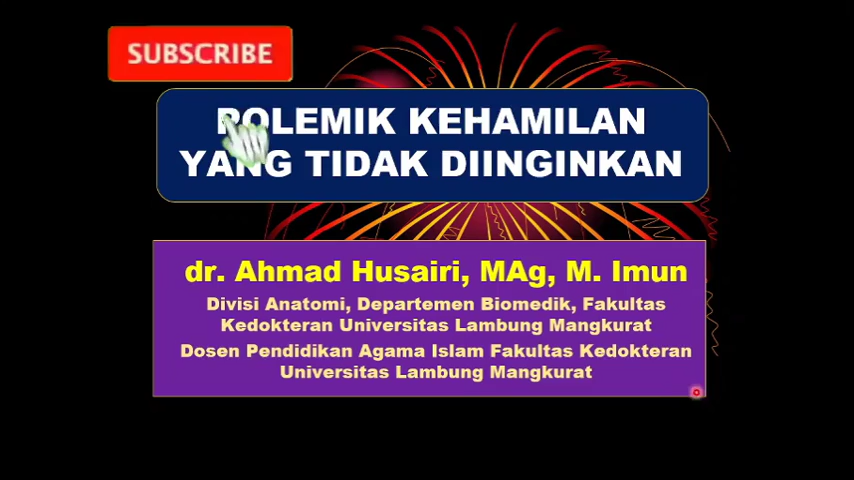 SUBSCRIBE
POLEMIK KEHAMILAN
YANG TIDAK DIINGINKAN
dr. Ahmad Husairi, MAg, M. Imun
Divisi Anatomi, Departemen Biomedik, Fakultas
Kedokteran Universitas Lambung Mangkurat
Dosen Pendidikan Agama Islam Fakultas Kedokteran
Universitas Lambung Mangkurat